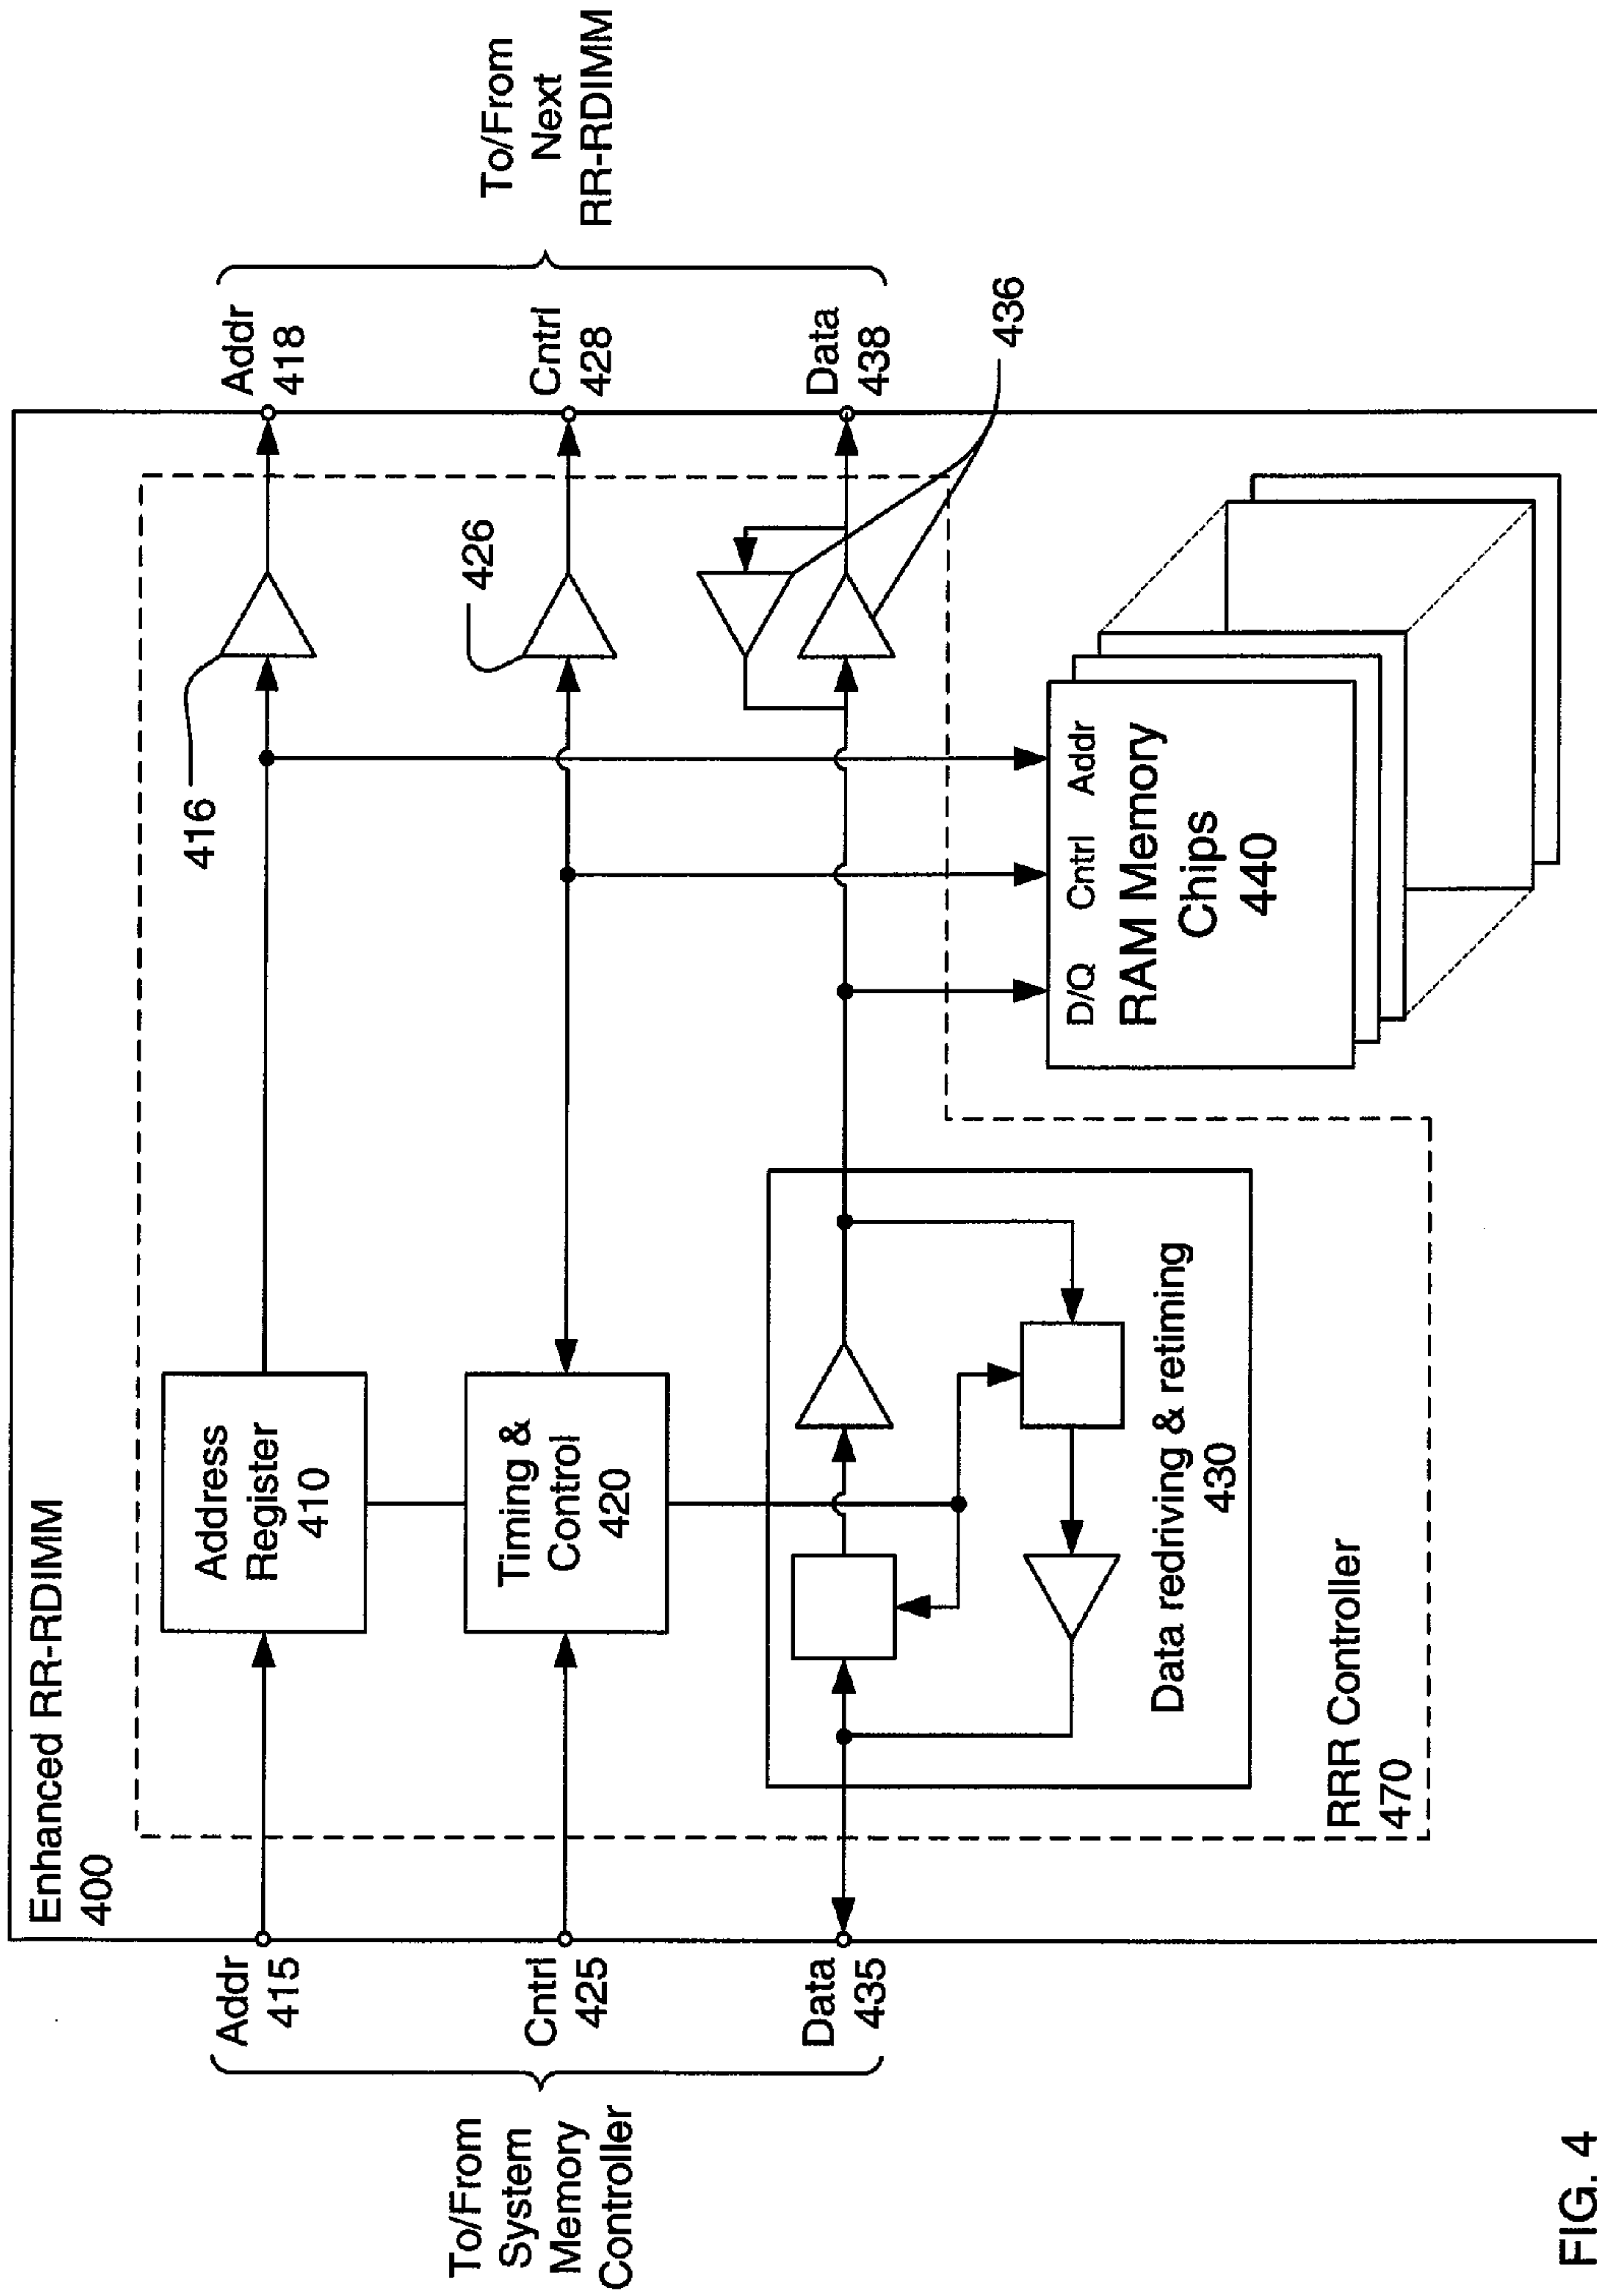 Enhanced RR-RDIMM
400
To/From
System
Memory
Controller
Addr
415
Cntrl
425
Data
435
Address
Register
410
Timing &
Control
420
Data redriving & retiming
430
RRR Controller
470
416
426
436
D/Q Cntrl Addr
RAM Memory
Chips
440
Addr
418
Cntrl
428
Data
438
To/From
Next
RR-RDIMM
FIG. 4